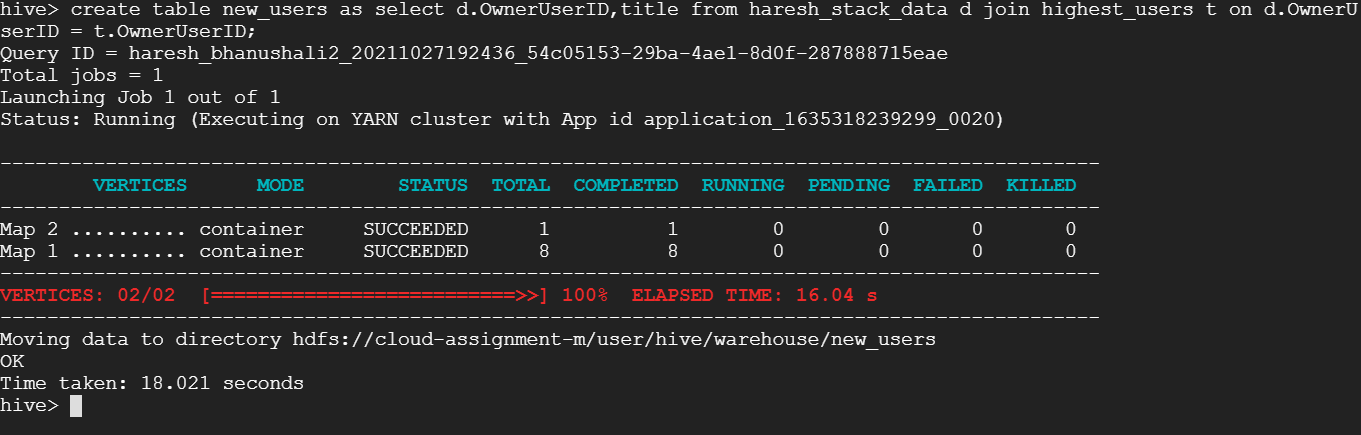 hive> create table new_users as select d.OwnerUserID,title from haresh_stack_data d join highest_users t on d.OwnerU
serID = t.OwnerUserID;
Query ID = haresh_bhanushali2_20211027192436_54c05153-29ba-4ae1-8d0f-287888715eae
Total jobs = 1
Launching Job 1 out of 1
Status: Running (Executing on YARN cluster with App id application_1635318239299_0020)

----------------------------------------------------------------------------------------------
        VERTICES      MODE        STATUS  TOTAL  COMPLETED  RUNNING  PENDING  FAILED  KILLED
----------------------------------------------------------------------------------------------
Map 2 .......... container     SUCCEEDED      1          1        0        0       0       0
Map 1 .......... container     SUCCEEDED      8          8        0        0       0       0
----------------------------------------------------------------------------------------------
VERTICES: 02/02  [==========================>>] 100%  ELAPSED TIME: 16.04 s
----------------------------------------------------------------------------------------------
Moving data to directory hdfs://cloud-assignment-m/user/hive/warehouse/new_users
OK
Time taken: 18.021 seconds
hive>